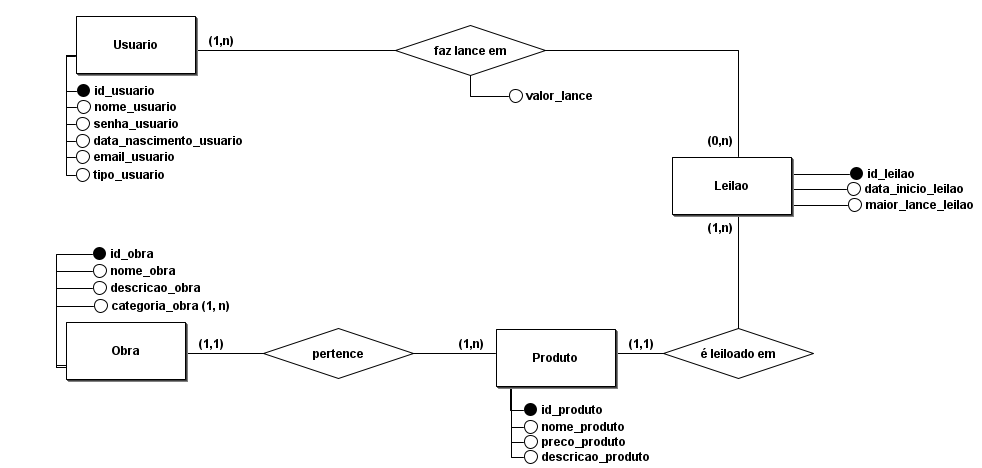 Usuario
(1,n)
faz lance em
id_usuario
nome_usuario
senha_usuario
data_nascimento_usuario
email_usuario
tipo_usuario
valor_lance
(0,n)
Leilao
id_leilao
data_inicio_leilao
maior_lance_leilao
(1,n)
id_obra
nome_obra
descricao_obra
categoria_obra (1, n)
Obra
(1,1)
pertence
(1,n)
Produto
(1,1)
é leiloado em
id_produto
nome_produto
preco_produto
descricao_produto